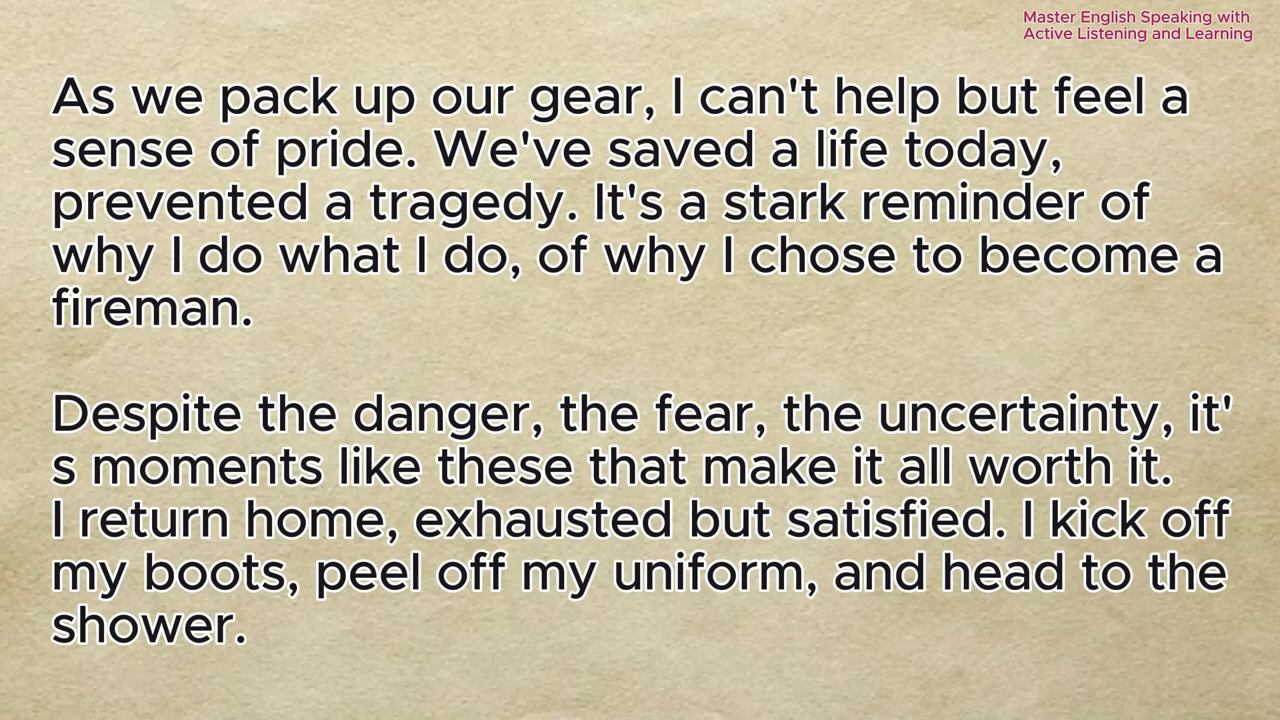 Master English Speaking with
Active Listening and Learning
As we pack up our gear, I can't help but feel a
sense of pride. We've saved a life today,
prevented a tragedy. It's a stark reminder of
why I do what I do, of why I chose to become a
fireman.
Despite the danger, the fear, the uncertainty, it'
s moments like these that make it all worth it.
I return home, exhausted but satisfied. I kick off
my boots, peel off my uniform, and head to the
shower.